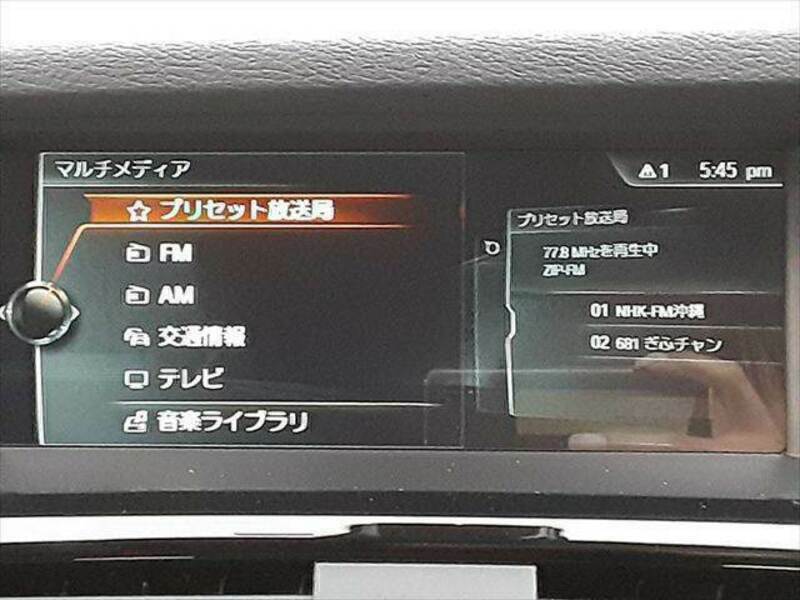 マルチメディア
1 5:45 pm
プリセット放送局
FM
AM
交通情報
テレビ
音楽ライブラリ
プリセット放送局
77.8 MHzを再生中
ZIP-FM
01 NHK-FM沖縄
02 681 ぎふチャン